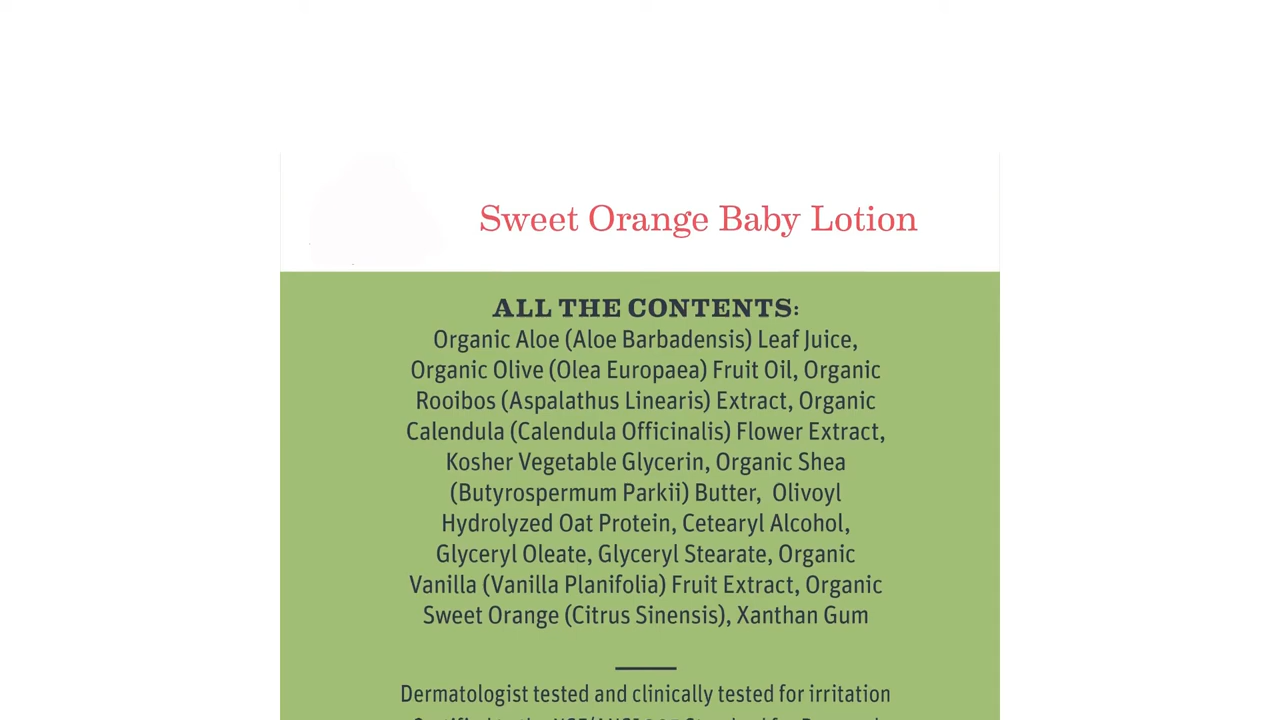 Sweet Orange Baby Lotion
ALL THE CONTENTS:
Organic Aloe (Aloe Barbadensis) Leaf Juice,
Organic Olive (Olea Europaea) Fruit Oil, Organic
Rooibos (Aspalathus Linearis) Extract, Organic
Calendula (Calendula Officinalis) Flower Extract,
Kosher Vegetable Glycerin, Organic Shea
(Butyrospermum Parkii) Butter, Olivoyl
Hydrolyzed Oat Protein, Cetearyl Alcohol,
Glyceryl Oleate, Glyceryl Stearate, Organic
Vanilla (Vanilla Planifolia) Fruit Extract, Organic
Sweet Orange (Citrus Sinensis), Xanthan Gum
Dermatologist tested and clinically tested for irritation